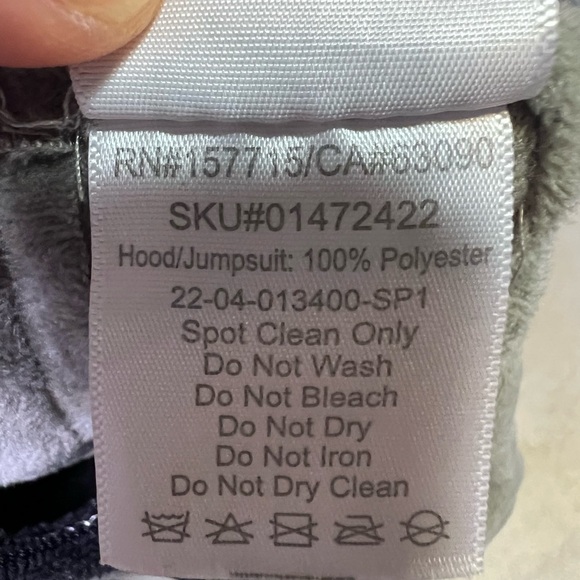 RN#157715/CA#63090
SKU#01472422
Hood/Jumpsuit: 100% Polyester
22-04-013400-SP1
Spot Clean Only
Do Not Wash
Do Not Bleach
Do Not Dry
Do Not Iron
Do Not Dry Clean